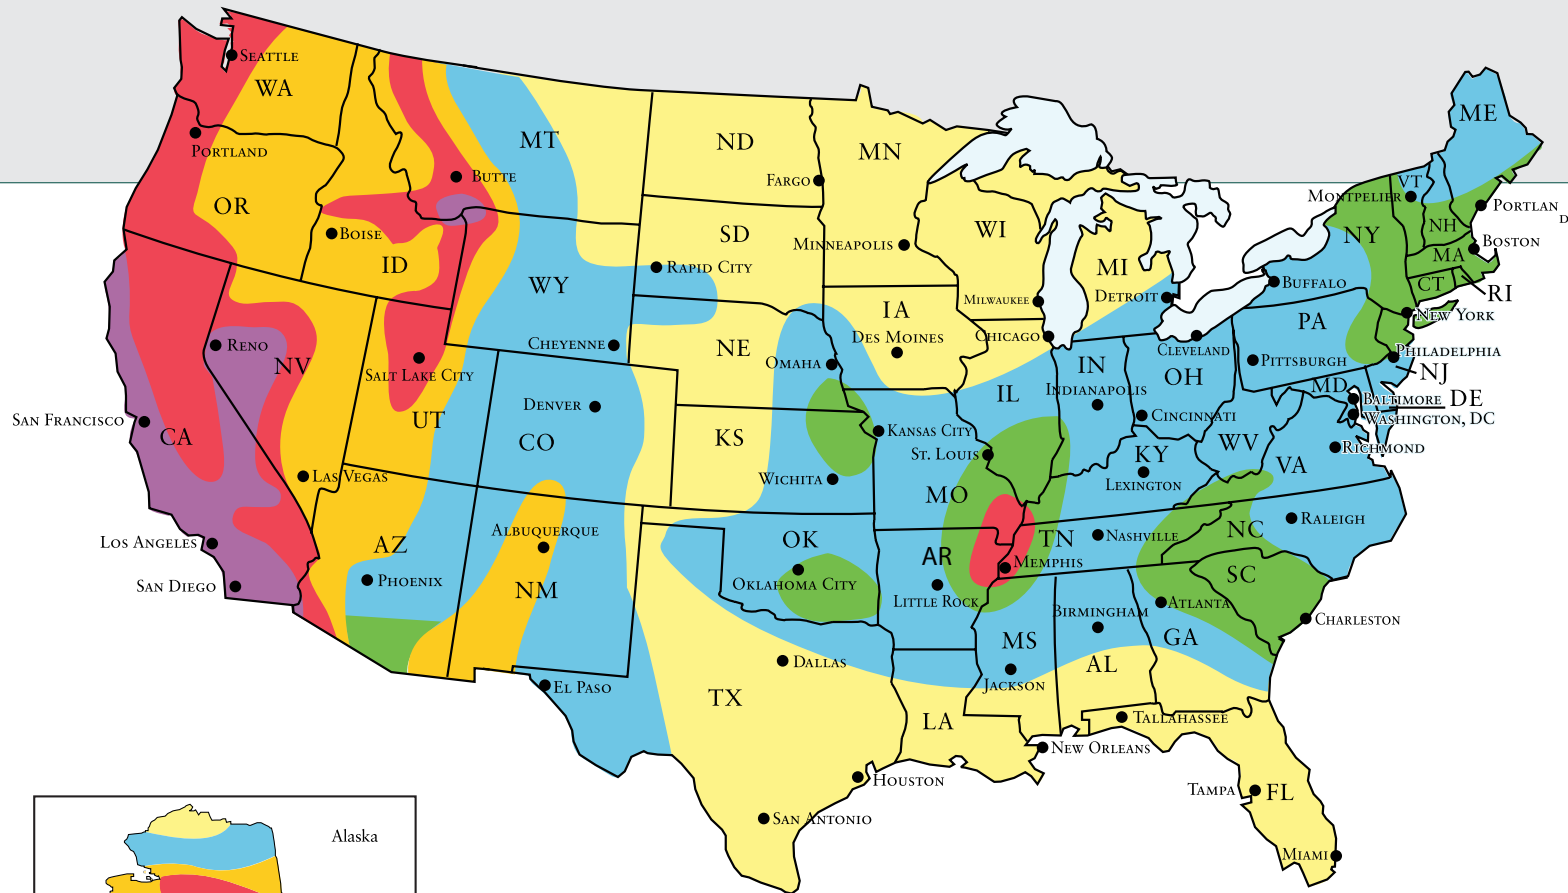 Seattle
WA
Portland
OR
Butte
MT
Boise
ID
ND
Fargo
MN
SD
Minneapolis
Rapid City
WI
MI
WY
IA
Milwaukee
Detroit
Des Moines
Chicago
Cheyenne
NE
Omaha
Reno
NV
Salt Lake City
UT
Denver
CO
San Francisco
CA
Las Vegas
KS
Kansas City
St. Louis
Wichita
MO
IL
IN
Indianapolis
OH
Cleveland
Cincinnati
KY
Lexington
WV
VA
PA
Pittsburgh
Buffalo
NY
Montpelier
VT
ME
NH
Portlan
D
Boston
MA
CT
RI
New York
Philadelphia
NJ
MD
Baltimore
DE
Washington, DC
Richmond
Los Angeles
San Diego
AZ
Phoenix
Albuquerque
NM
OK
Oklahoma City
AR
Little Rock
TN
Nashville
Memphis
NC
Raleigh
SC
Charleston
Atlanta
GA
Birmingham
AL
MS
Jackson
Dallas
El Paso
TX
LA
Tallahassee
New Orleans
Houston
San Antonio
Tampa
FL
Miami
Alaska